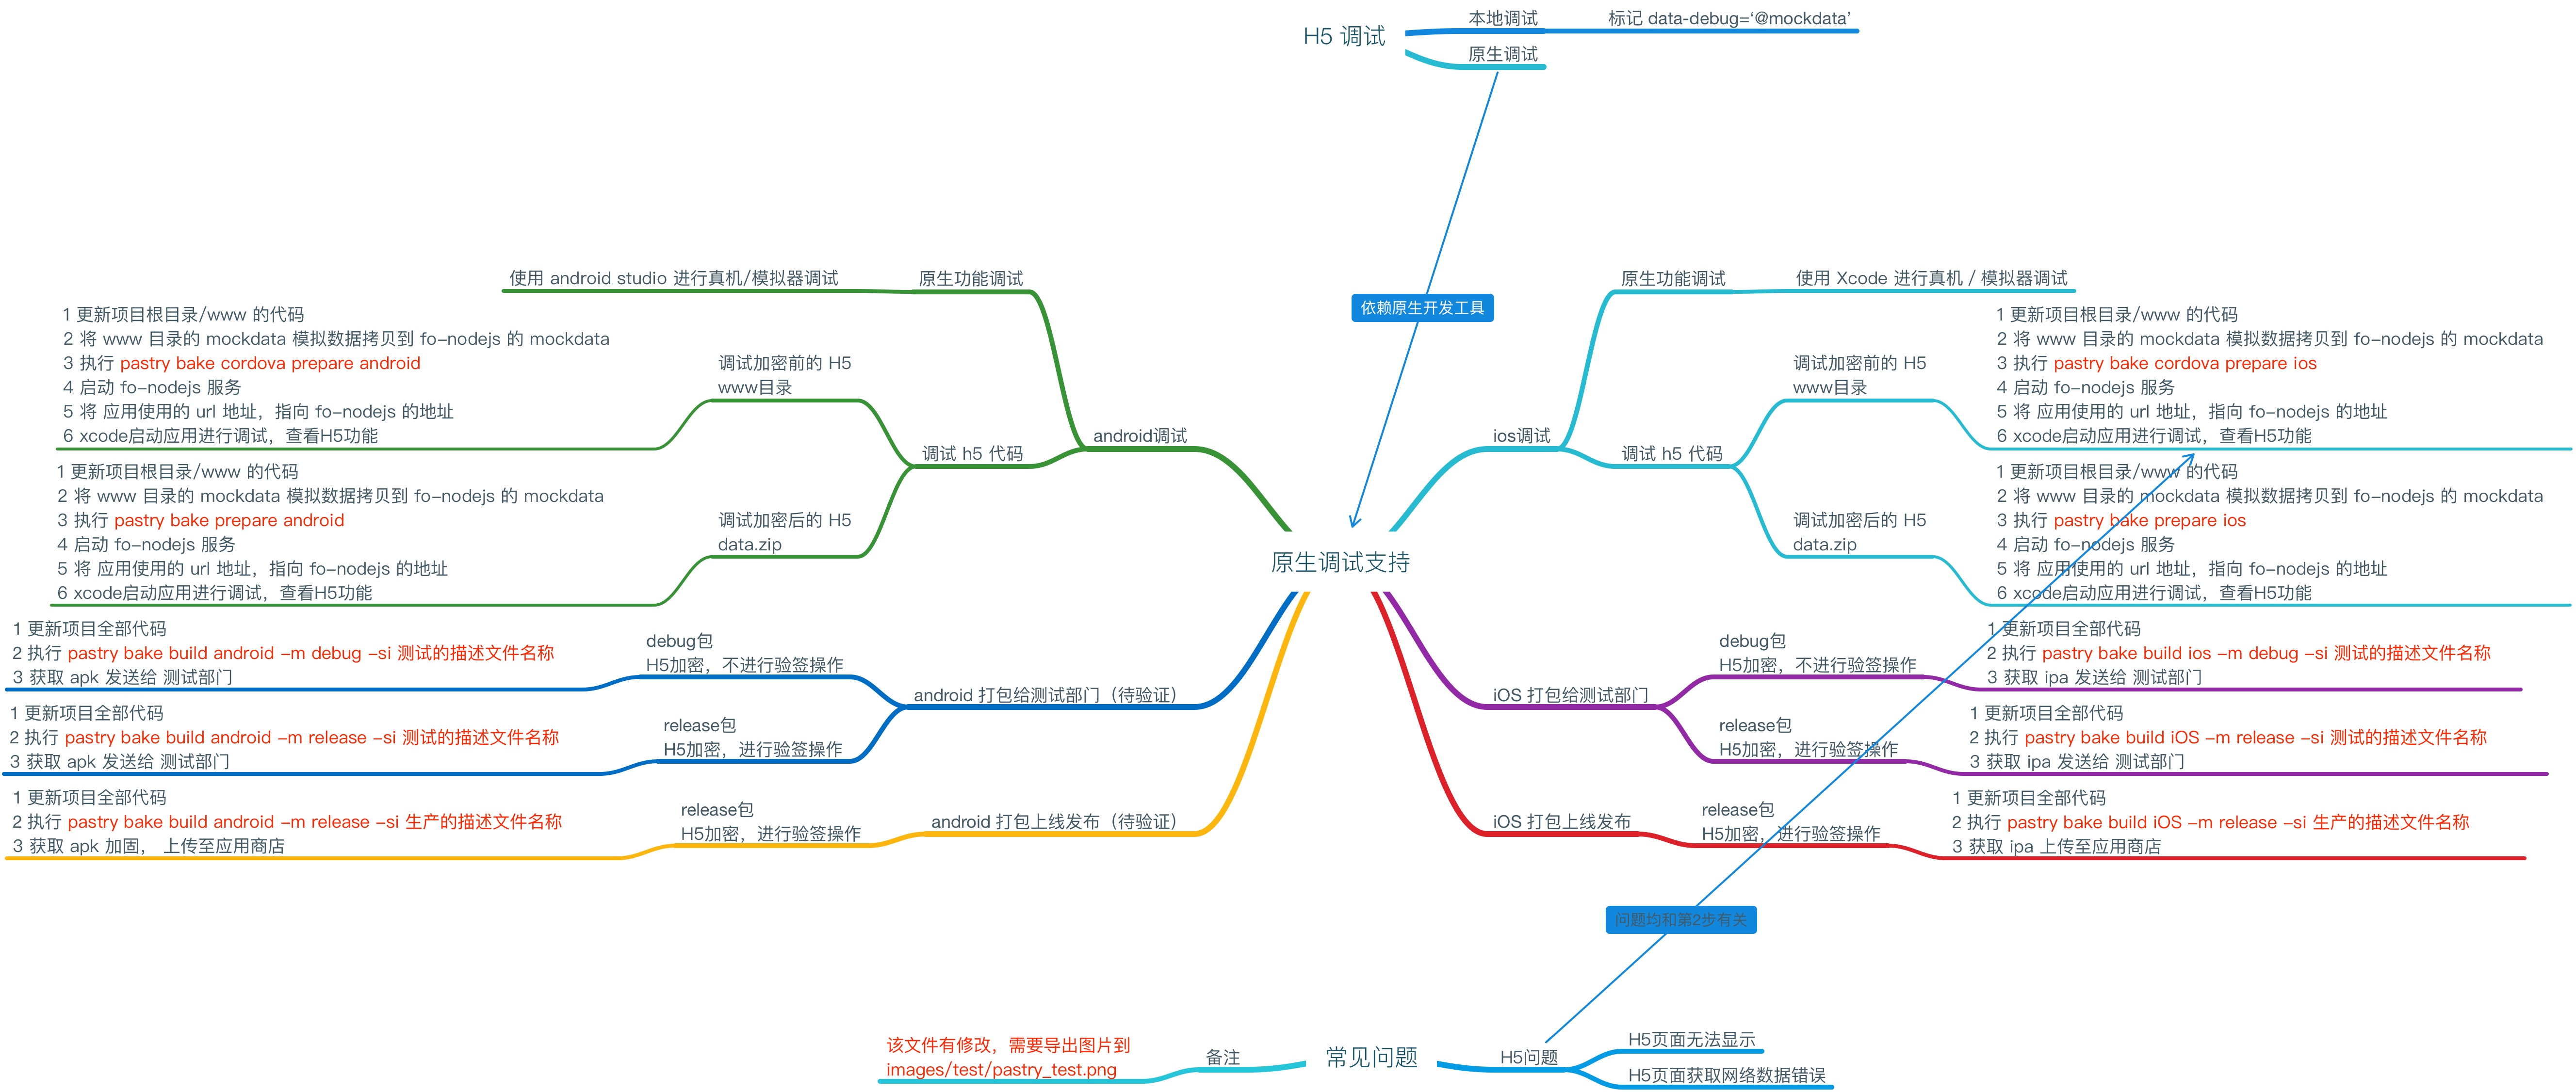 H5 调试
本地调试
标记 data-debug=‘@mockdata’
原生调试
依赖原生开发工具
原生调试支持
android调试
原生功能调试
使用 android studio 进行真机/模拟器调试
调试 h5 代码
调试加密前的 H5
www目录
1 更新项目根目录/www 的代码
2 将 www 目录的 mockdata 模拟数据拷贝到 fo-nodejs 的 mockdata
3 执行 pastry bake cordova prepare android
4 启动 fo-nodejs 服务
5 将 应用使用的 url 地址，指向 fo-nodejs 的地址
6 xcode启动应用进行调试，查看H5功能
调试加密后的 H5
data.zip
1 更新项目根目录/www 的代码
2 将 www 目录的 mockdata 模拟数据拷贝到 fo-nodejs 的 mockdata
3 执行 pastry bake prepare android
4 启动 fo-nodejs 服务
5 将 应用使用的 url 地址，指向 fo-nodejs 的地址
6 xcode启动应用进行调试，查看H5功能
android 打包给测试部门（待验证）
debug包
H5加密，不进行验签操作
1 更新项目全部代码
2 执行 pastry bake build android -m debug -si 测试的描述文件名称
3 获取 apk 发送给 测试部门
release包
H5加密，进行验签操作
1 更新项目全部代码
2 执行 pastry bake build android -m release -si 测试的描述文件名称
3 获取 apk 发送给 测试部门
android 打包上线发布（待验证）
release包
H5加密，进行验签操作
1 更新项目全部代码
2 执行 pastry bake build android -m release -si 生产的描述文件名称
3 获取 apk 加固， 上传至应用商店
ios调试
原生功能调试
使用 Xcode 进行真机 / 模拟器调试
调试 h5 代码
调试加密前的 H5
www目录
1 更新项目根目录/www 的代码
2 将 www 目录的 mockdata 模拟数据拷贝到 fo-nodejs 的 mockdata
3 执行 pastry bake cordova prepare ios
4 启动 fo-nodejs 服务
5 将 应用使用的 url 地址，指向 fo-nodejs 的地址
6 xcode启动应用进行调试，查看H5功能
调试加密后的 H5
data.zip
1 更新项目根目录/www 的代码
2 将 www 目录的 mockdata 模拟数据拷贝到 fo-nodejs 的 mockdata
3 执行 pastry bake prepare ios
4 启动 fo-nodejs 服务
5 将 应用使用的 url 地址，指向 fo-nodejs 的地址
6 xcode启动应用进行调试，查看H5功能
iOS 打包给测试部门
debug包
H5加密，不进行验签操作
1 更新项目全部代码
2 执行 pastry bake build ios -m debug -si 测试的描述文件名称
3 获取 ipa 发送给 测试部门
release包
H5加密，进行验签操作
1 更新项目全部代码
2 执行 pastry bake build iOS -m release -si 测试的描述文件名称
3 获取 ipa 发送给 测试部门
iOS 打包上线发布
release包
H5加密，进行验签操作
1 更新项目全部代码
2 执行 pastry bake build iOS -m release -si 生产的描述文件名称
3 获取 ipa 上传至应用商店
问题均和第2步有关
常见问题
备注
该文件有修改，需要导出图片到
images/test/pastry_test.png
H5问题
H5页面无法显示
H5页面获取网络数据错误